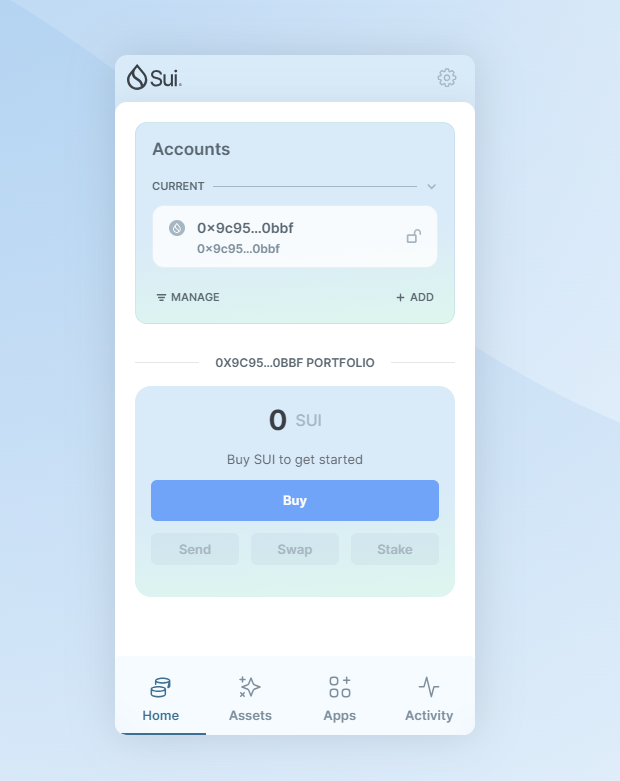 Sui.
Accounts
CURRENT
0×9c95...0bbf
0×9c95...0bbf
MANAGE
ADD
0X9C95...0BBF PORTFOLIO
0 SUI
Buy SUI to get started
Buy
Send Swap Stake
Home Assets Apps Activity